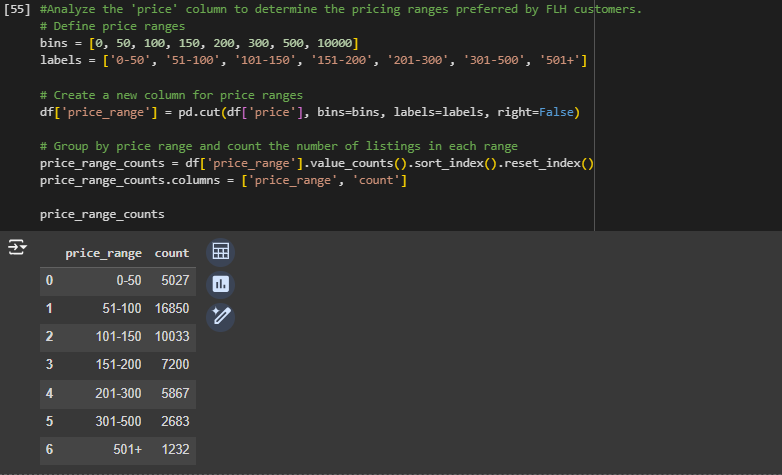 [55] #Analyze the 'price' column to determine the pricing ranges preferred by FLH customers.
# Define price ranges
bins = [0, 50, 100, 150, 200, 300, 500, 10000]
labels = ['0-50', '51-100', '101-150', '151-200', '201-300', '301-500', '501+']
# Create a new column for price ranges
df['price_range'] = pd.cut(df['price'], bins=bins, labels=labels, right=False)
# Group by price range and count the number of listings in each range
price_range_counts = df['price_range'].value_counts().sort_index().reset_index()
price_range_counts.columns = ['price_range', 'count']
price_range_counts
price_range count
0 0-50 5027
1 51-100 16850
2 101-150 10033
3 151-200 7200
4 201-300 5867
5 301-500 2683
6 501+ 1232